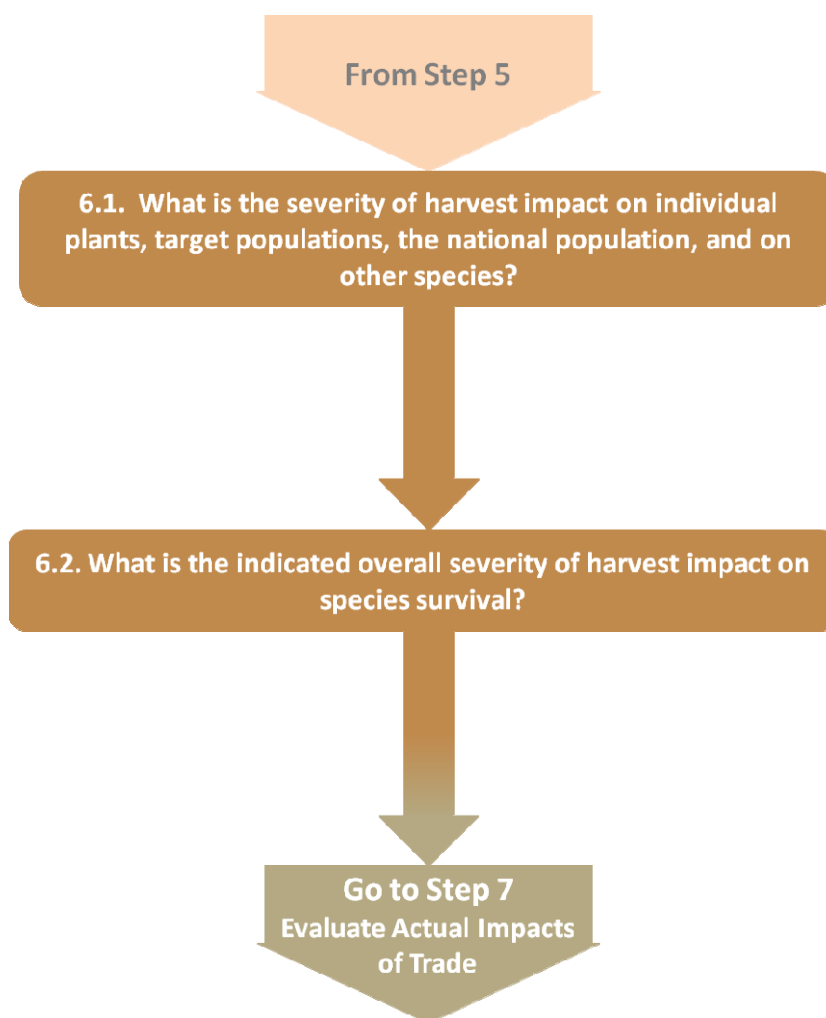 From Step 5
6.1.  What is the severity of harvest impact on individual
plants, target populations, the national population, and on
other species?
6.2. What is the indicated overall severity of harvest impact on
species survival?
Go to Step 7
Evaluate Actual Impacts
of Trade